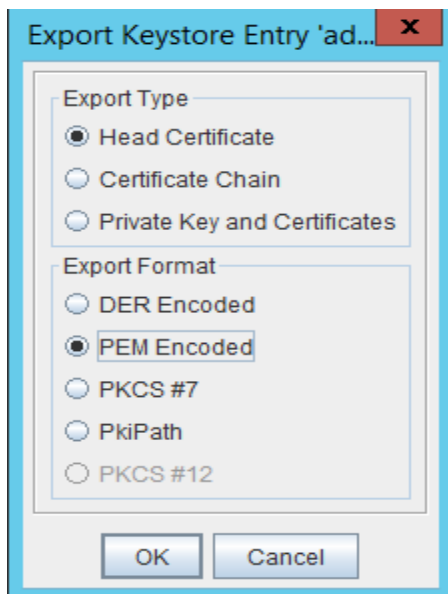 Export Keystore Entry 'ad...
x
Export Type
Head Certificate
Certificate Chain
Private Key and Certificates
Export Format
DER Encoded
PEM Encoded
PKCS #7
PkiPath
PKCS #12
OK Cancel